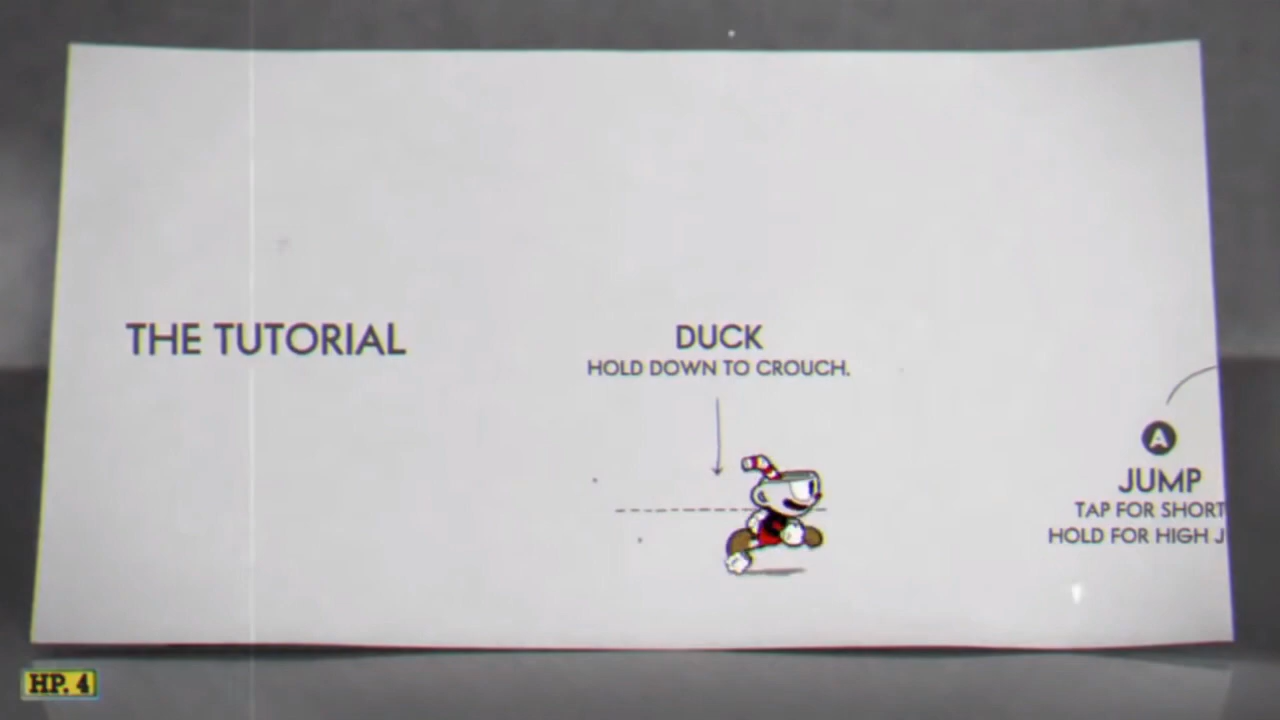 THE TUTORIAL
DUCK
HOLD DOWN TO CROUCH.
A
JUMP
TAP FOR SHORT
HOLD FOR HIGH J
HP. 4